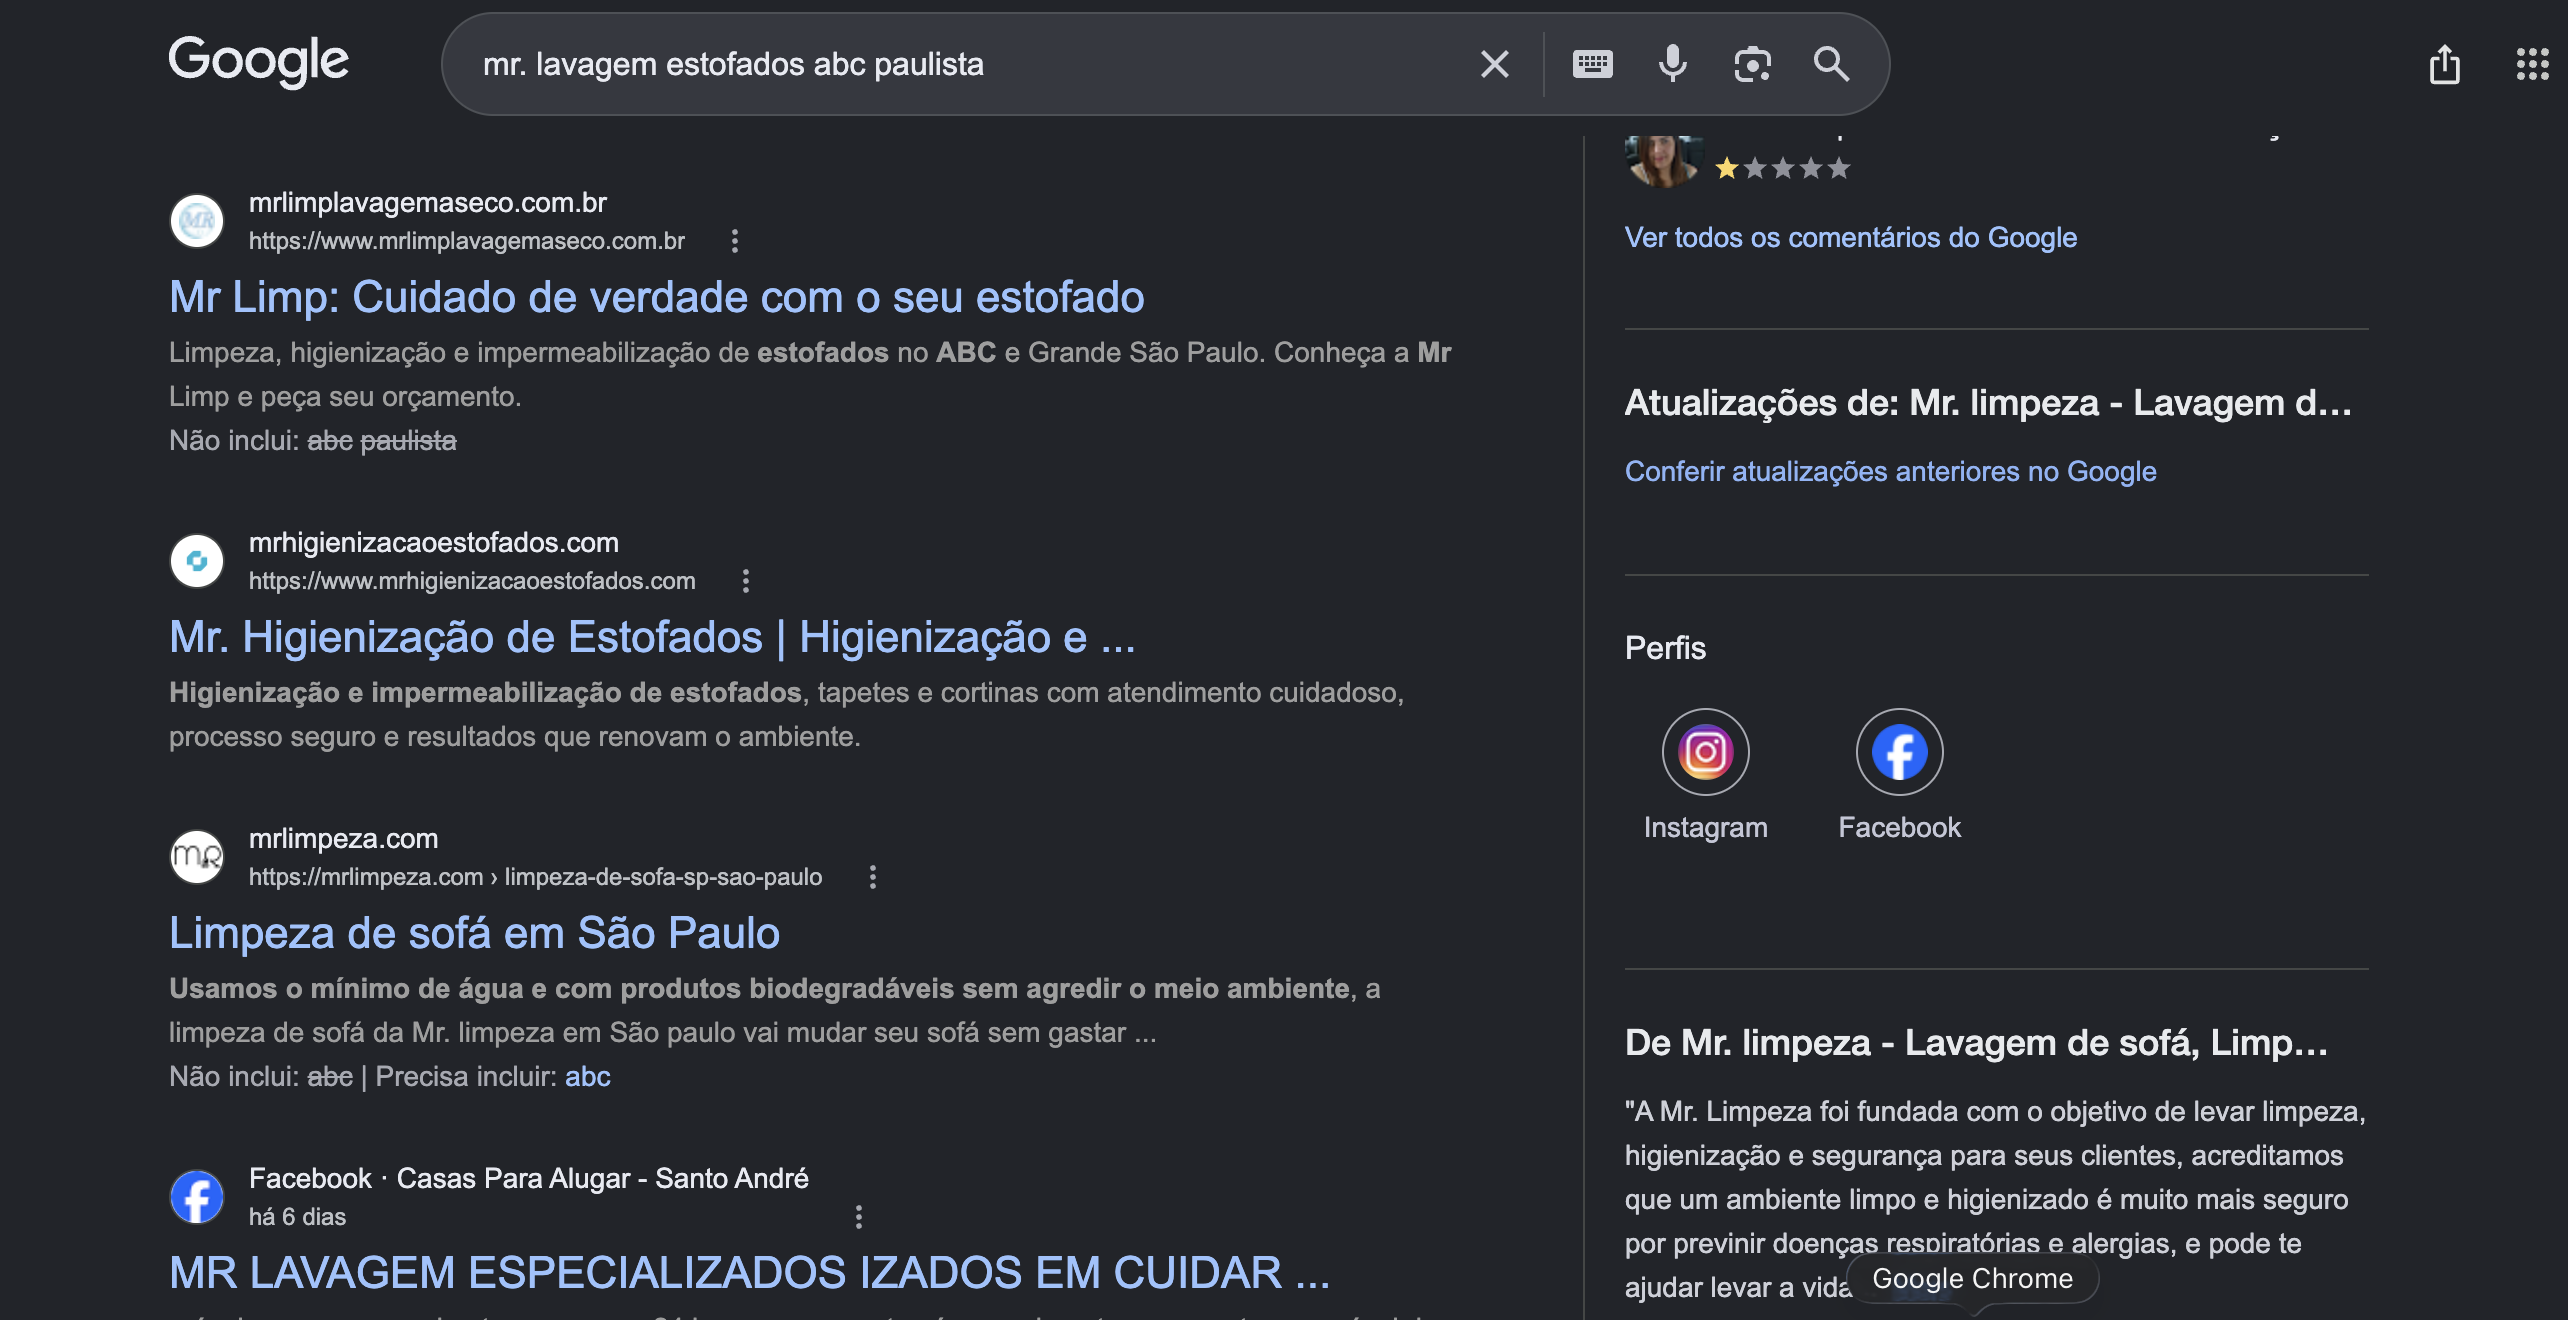 Google
mr. lavagem estofados abc paulista
mrlimplavagemaseco.com.br
https://www.mrlimplavagemaseco.com.br
Mr Limp: Cuidado de verdade com o seu estofado
Limpeza, higienização e impermeabilização de estofados no ABC e Grande São Paulo. Conheça a Mr
Limp e peça seu orçamento.
Não inclui: abc paulista
mrhigienizacaoestofados.com
https://www.mrhigienizacaoestofados.com
Mr. Higienização de Estofados | Higienização e ...
Higienização e impermeabilização de estofados, tapetes e cortinas com atendimento cuidadoso,
processo seguro e resultados que renovam o ambiente.
mrlimpeza.com
https://mrlimpeza.com › limpeza-de-sofa-sp-sao-paulo
Limpeza de sofá em São Paulo
Usamos o mínimo de água e com produtos biodegradáveis sem agredir o meio ambiente, a
limpeza de sofá da Mr. limpeza em São paulo vai mudar seu sofá sem gastar ...
Não inclui: abc | Precisa incluir: abc
Facebook · Casas Para Alugar - Santo André
há 6 dias
MR LAVAGEM ESPECIALIZADOS IZADOS EM CUIDAR ...
Ver todos os comentários do Google
Atualizações de: Mr. limpeza - Lavagem d...
Conferir atualizações anteriores no Google
Perfis
Instagram
Facebook
De Mr. limpeza - Lavagem de sofá, Limp...
"A Mr. Limpeza foi fundada com o objetivo de levar limpeza,
higienização e segurança para seus clientes, acreditamos
que um ambiente limpo e higienizado é muito mais seguro
por previnir doenças respiratórias e alergias, e pode te
ajudar levar a vida
Google Chrome